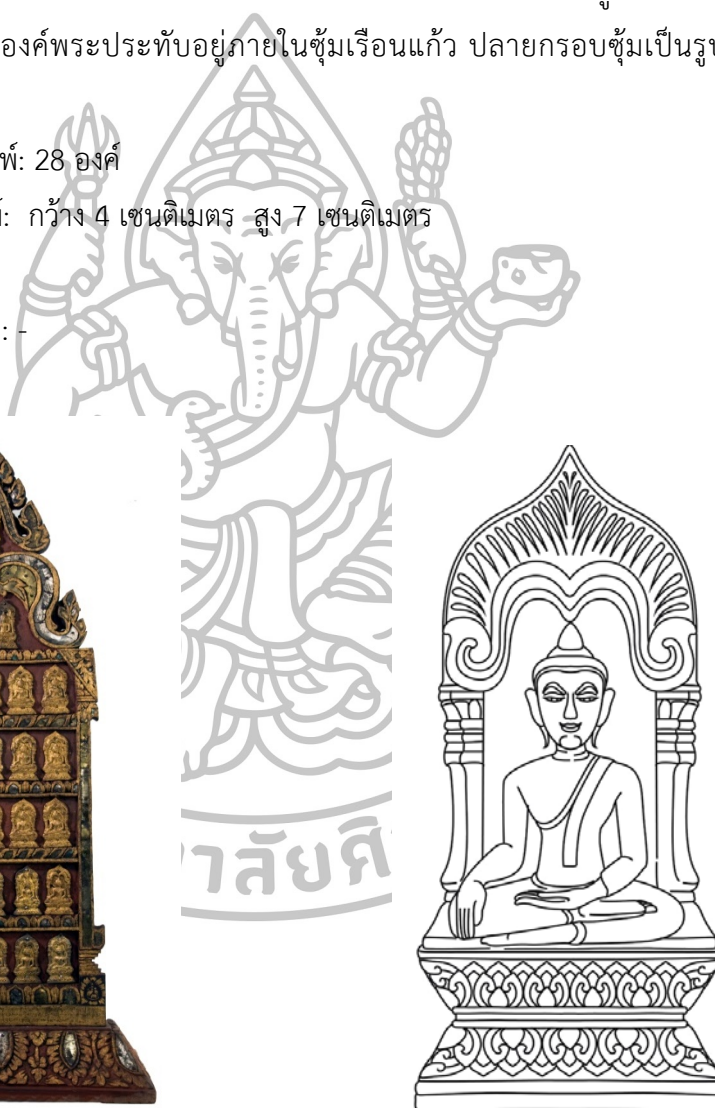 องค์พระประทับอยู่ภายในซุ้มเรือนแก้ว ปลายกรอบซุ้มเป็นรูป
พ์: 28 องค์
: กว้าง 4 เซนติเมตร สูง 7 เซนติเมตร
: -
าลัยศิ